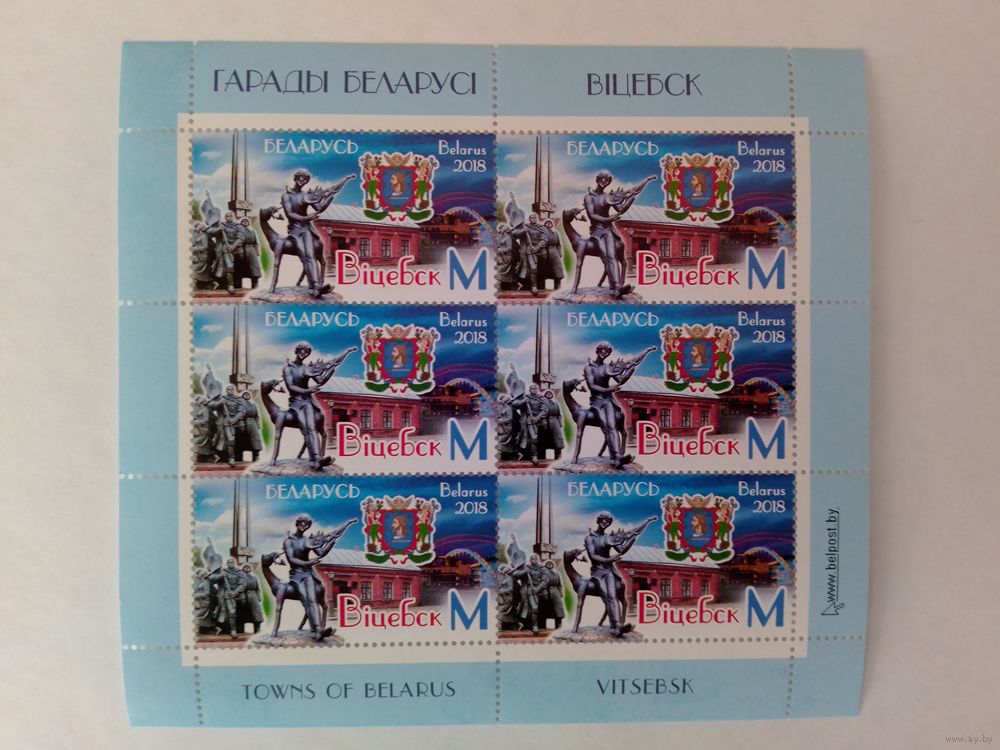 ГАРАДЫ БЕЛАРУСІ
ВІЦЕБСК
БЕЛАРУСЬ
Belarus
2018
Віцебск М
БЕЛАРУСЬ
Belarus
2018
Віцебск М
БЕЛАРУСЬ
Belarus
2018
Віцебск М
БЕЛАРУСЬ
Belarus
2018
Віцебск М
БЕЛАРУСЬ
Belarus
2018
Віцебск М
БЕЛАРУСЬ
Belarus
2018
Віцебск М
www.belpost.by
TOWNS OF BELARUS
VITSEBSK
www.ay.by